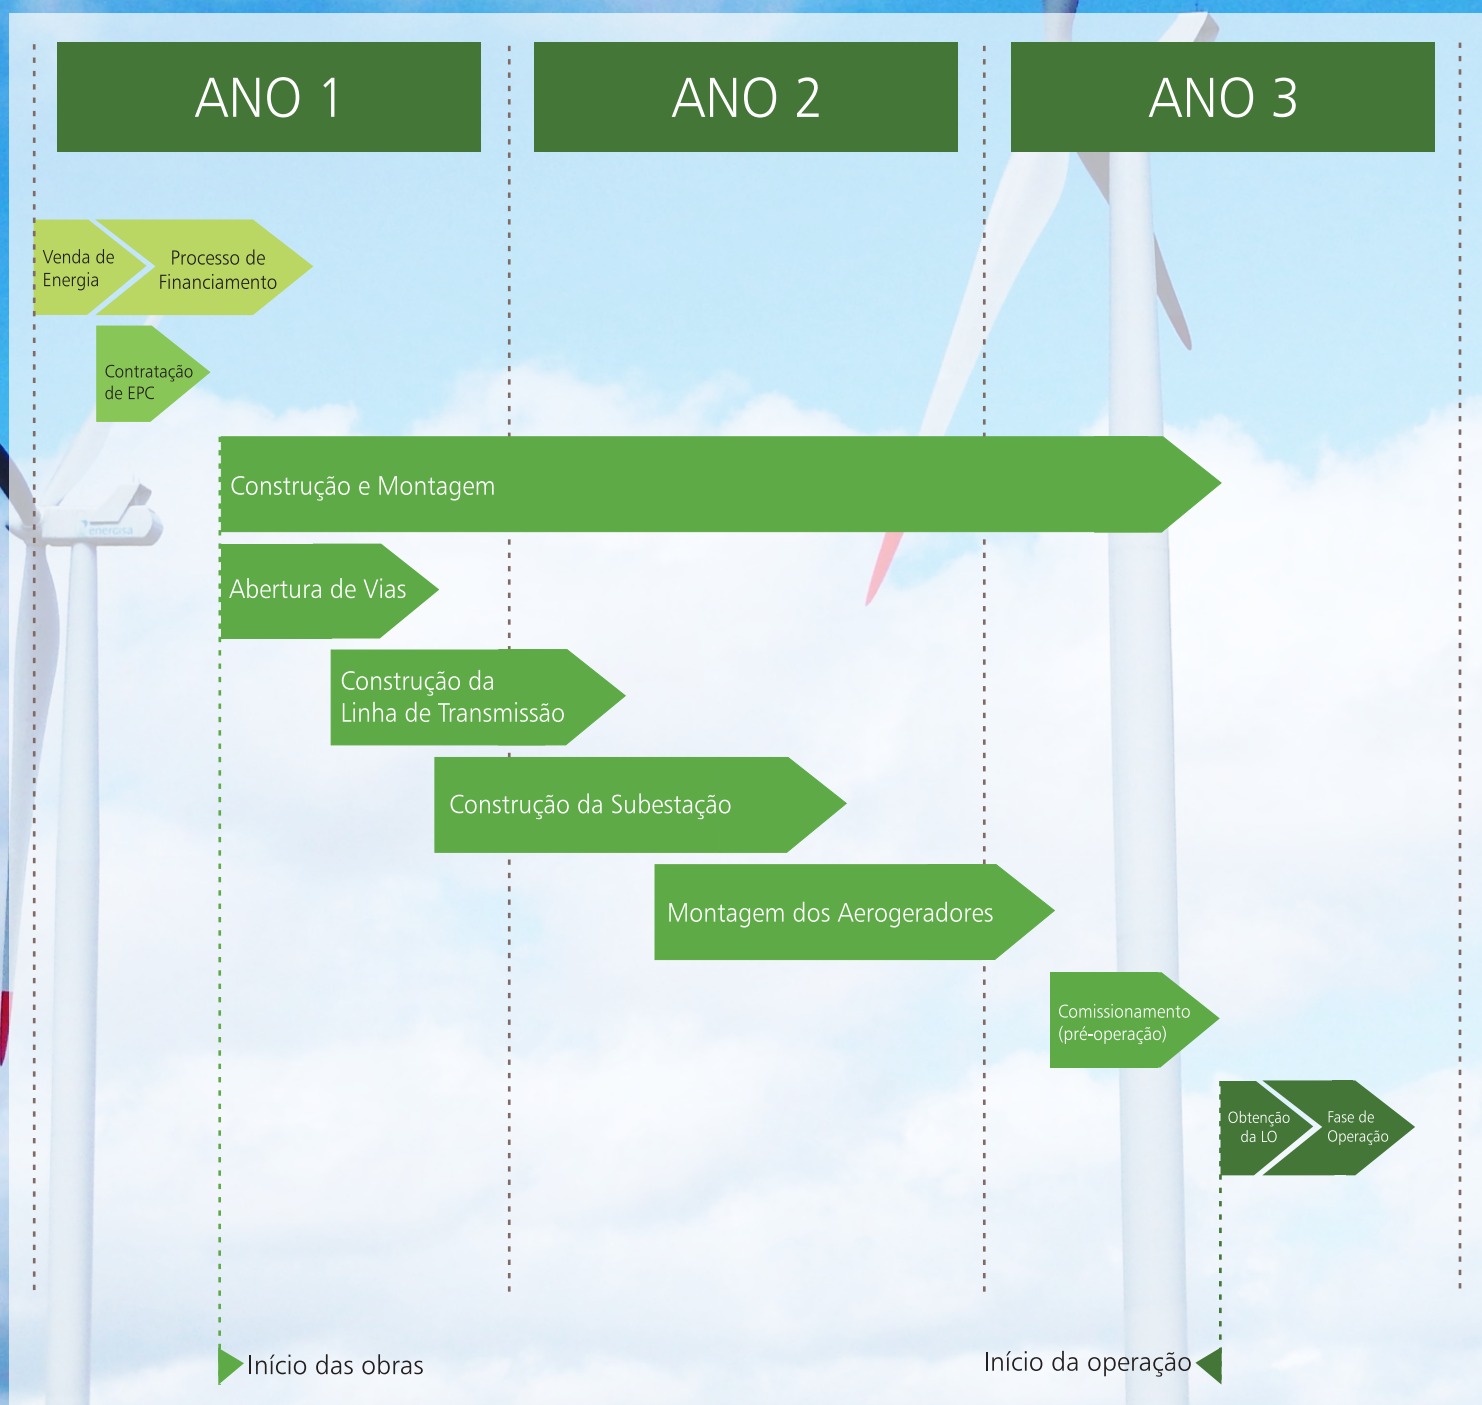 ANO 1
ANO 2
ANO 3
Venda de
Energia
Processo de
Financiamento
Contratação
de EPC
energisa
Construção e Montagem
Abertura de Vias
Construção da
Linha de Transmissão
Construção da Subestação
Montagem dos Aerogeradores
Comissionamento
(pré-operação)
Obtenção
da LO
Fase de
Operação
Início das obras
Início da operação